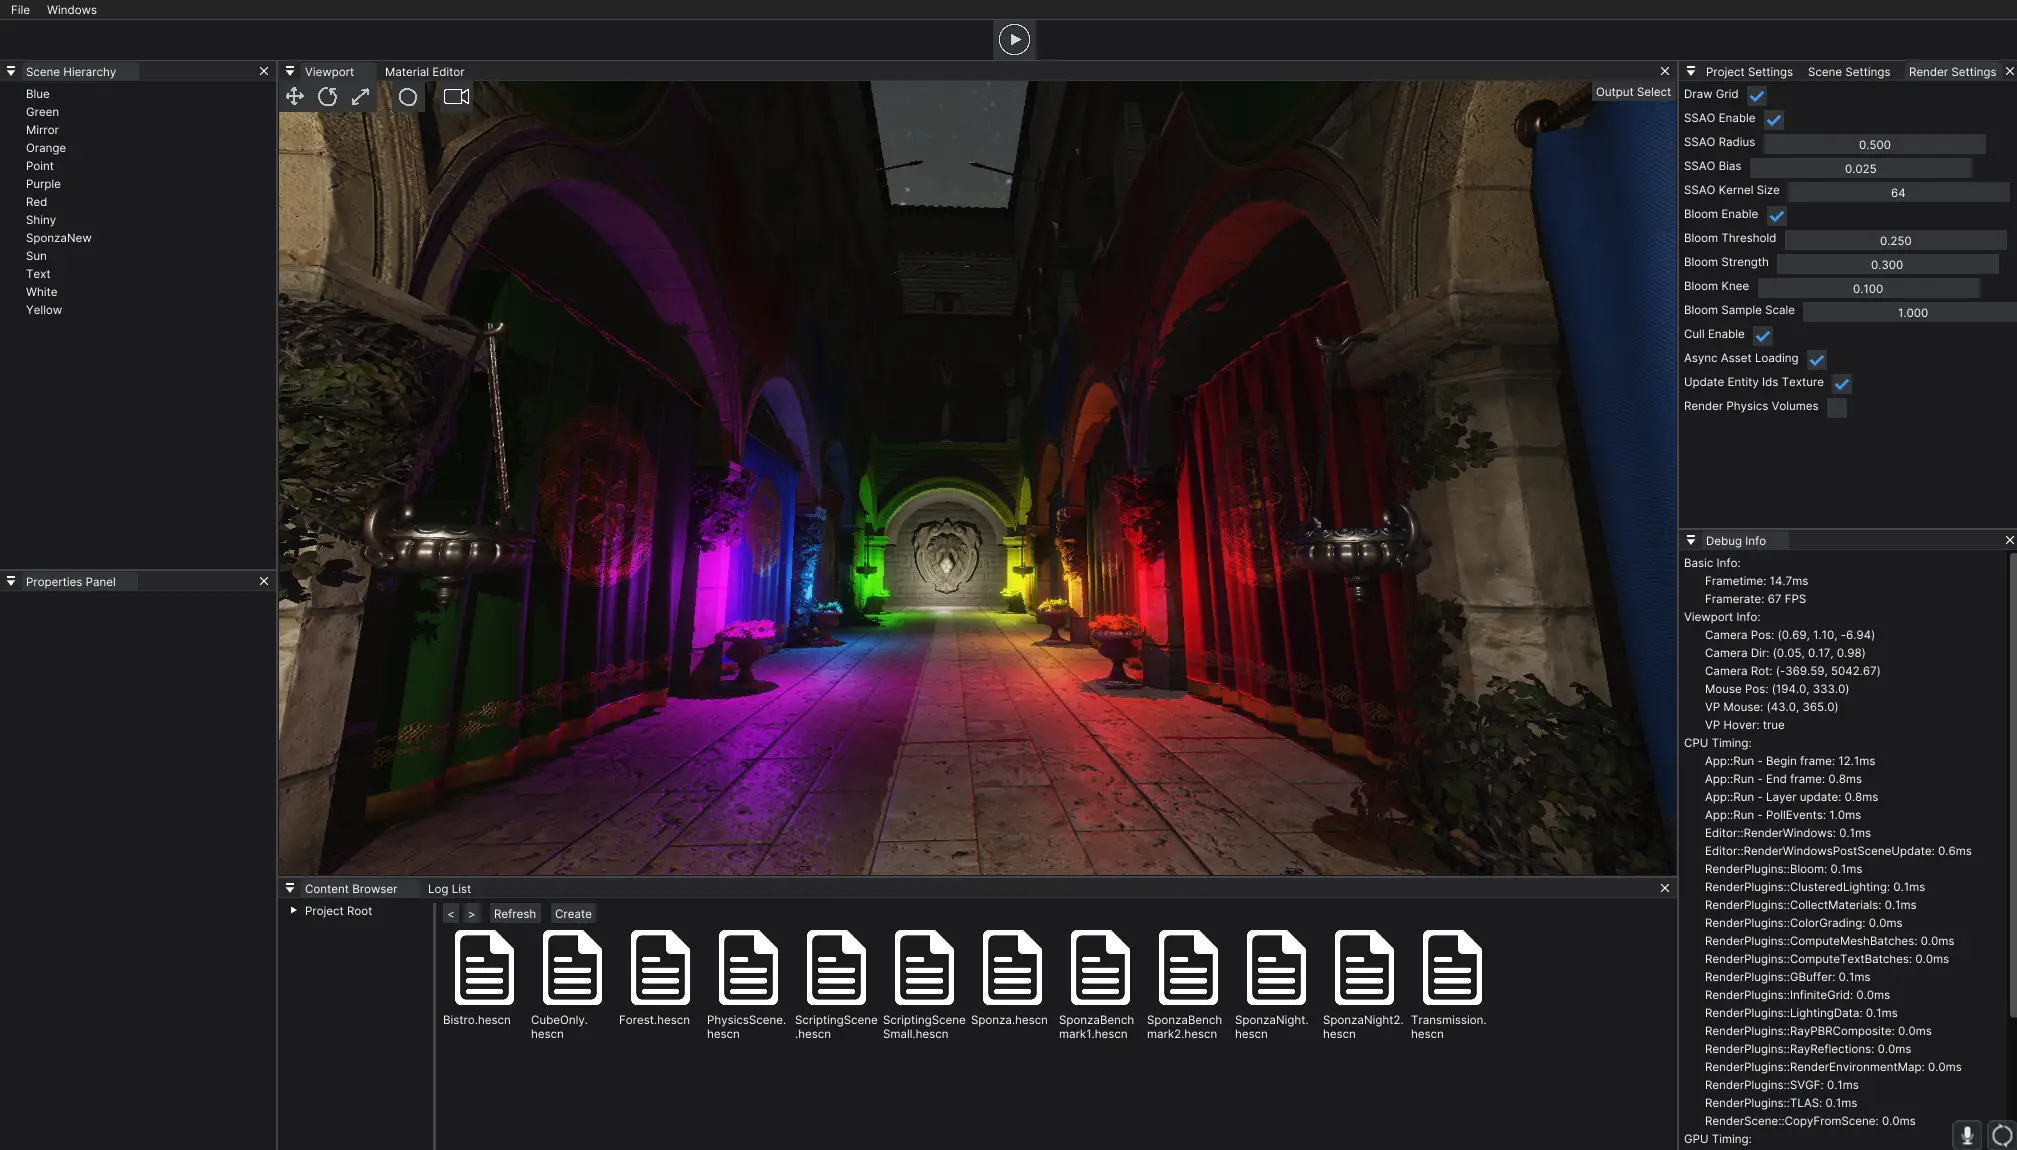 File Windows
Scene Hierarchy
Blue
Green
Mirror
Orange
Point
Purple
Red
Shiny
SponzaNew
Sun
Text
White
Yellow
Properties Panel
Viewport Material Editor
Output Select
Content Browser Log List
Project Root
< > Refresh Create
Bistro.hescn
CubeOnly.
hescn
Forest.hescn
PhysicsScene.
hescn
ScriptingScene
.hescn
ScriptingScene
Small.hescn
Sponza.hescn
SponzaBench
mark1.hescn
SponzaBench
mark2.hescn
SponzaNight.
hescn
SponzaNight2.
hescn
Transmission.
hescn
Project Settings Scene Settings Render Settings
Draw Grid
SSAO Enable
SSAO Radius 0.500
SSAO Bias 0.025
SSAO Kernel Size 64
Bloom Enable
Bloom Threshold 0.250
Bloom Strength 0.300
Bloom Knee 0.100
Bloom Sample Scale 1.000
Cull Enable
Async Asset Loading
Update Entity Ids Texture
Render Physics Volumes
Debug Info
Basic Info:
Frametime: 14.7ms
Framerate: 67 FPS
Viewport Info:
Camera Pos: (0.69, 1.10, -6.94)
Camera Dir: (0.05, 0.17, 0.98)
Camera Rot: (-369.59, 5042.67)
Mouse Pos: (194.0, 333.0)
VP Mouse: (43.0, 365.0)
VP Hover: true
CPU Timing:
App::Run - Begin frame: 12.1ms
App::Run - End frame: 0.8ms
App::Run - Layer update: 0.8ms
App::Run - PollEvents: 1.0ms
Editor::RenderWindows: 0.1ms
Editor::RenderWindowsPostSceneUpdate: 0.6ms
RenderPlugins::Bloom: 0.1ms
RenderPlugins::ClusteredLighting: 0.1ms
RenderPlugins::CollectMaterials: 0.1ms
RenderPlugins::ColorGrading: 0.0ms
RenderPlugins::ComputeMeshBatches: 0.0ms
RenderPlugins::ComputeTextBatches: 0.0ms
RenderPlugins::GBuffer: 0.1ms
RenderPlugins::InfiniteGrid: 0.0ms
RenderPlugins::LightingData: 0.1ms
RenderPlugins::RayPBRComposite: 0.0ms
RenderPlugins::RayReflections: 0.0ms
RenderPlugins::RenderEnvironmentMap: 0.0ms
RenderPlugins::SVGF: 0.1ms
RenderPlugins::TLAS: 0.1ms
RenderScene::CopyFromScene: 0.0ms
GPU Timing: